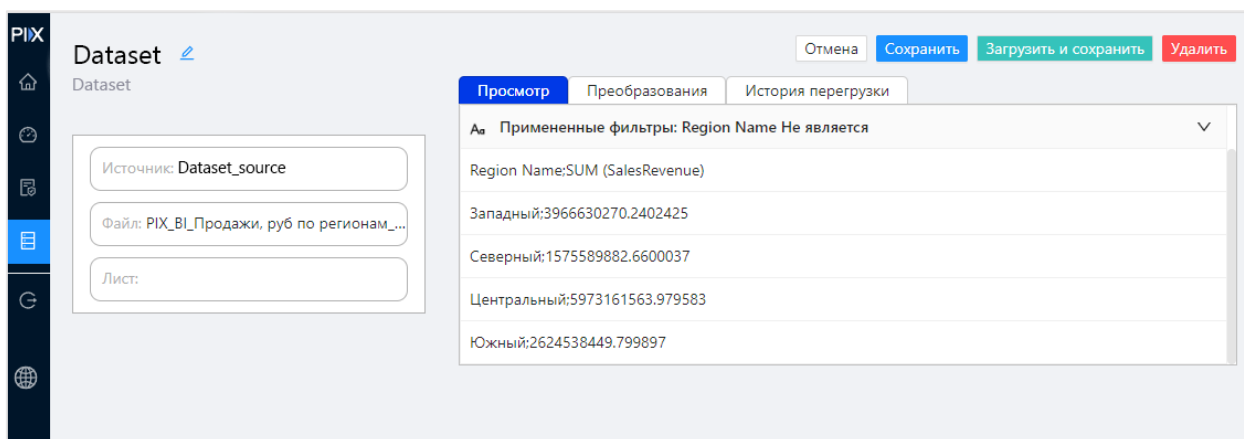 PIX
Dataset
Dataset
Отмена Сохранить Загрузить и сохранить Удалить
Источник: Dataset_source
Файл: PIX_BI_Продажи, руб по регионам_...
Лист:
Просмотр Преобразования История перегрузки
Aa Примененные фильтры: Region Name Не является
Region Name;SUM (SalesRevenue)
Западный;3966630270.2402425
Северный;1575589882.6600037
Центральный;5973161563.979583
Южный;2624538449.799897